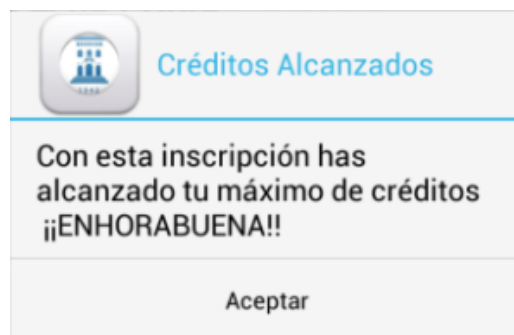 Créditos Alcanzados
Con esta inscripción has
alcanzado tu máximo de créditos
¡¡ENHORABUENA!!
Aceptar